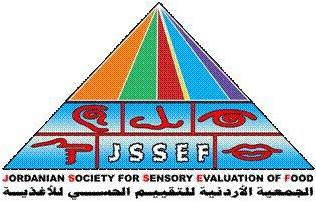 JSSEF
JORDANIAN SOCIETY FOR SENSORY EVALUATION OF FOOD
الجمعية الأردنية للتقييم الحسي للأغذية